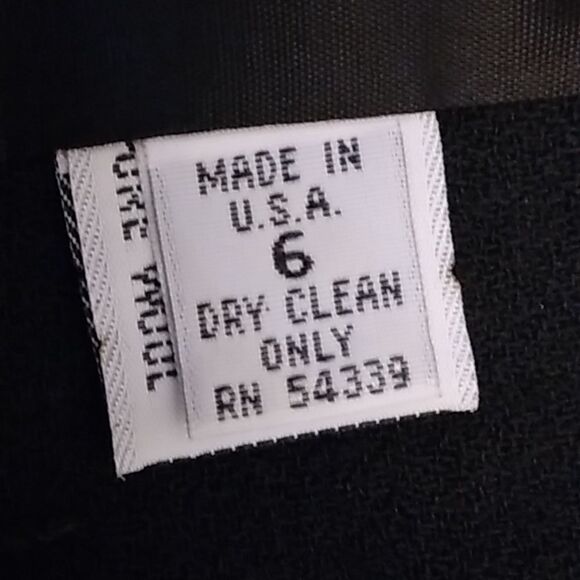 MADE IN
U.S.A.
6
DRY CLEAN
ONLY
RN 54339